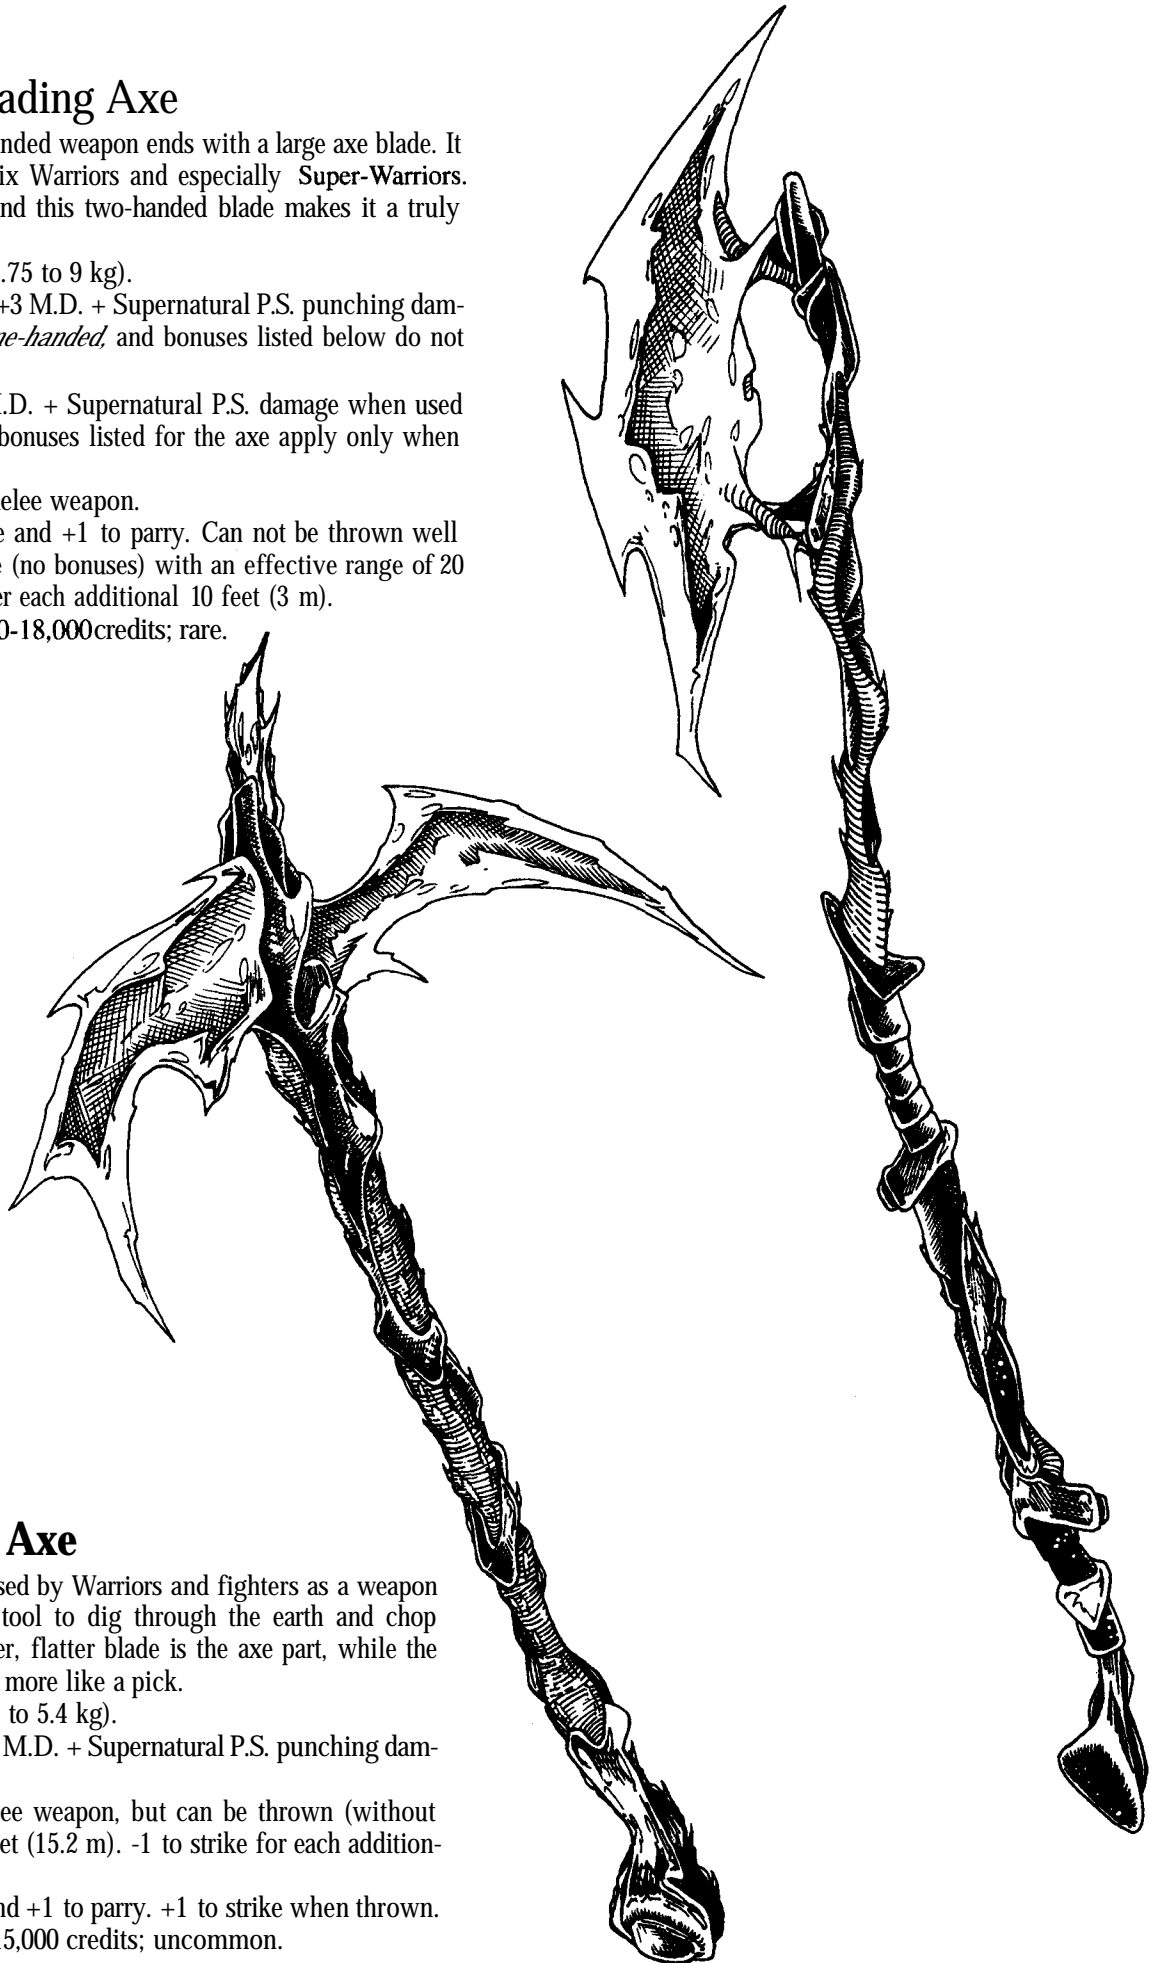 ading Axe
nded weapon ends with a large axe blade. It
ix Warriors and especially Super-Warriors.
nd this two-handed blade makes it a truly
.75 to 9 kg).
+3 M.D. + Supernatural P.S. punching dam-
ne-handed, and bonuses listed below do not
I.D. + Supernatural P.S. damage when used
bonuses listed for the axe apply only when
elee weapon.
e and +1 to parry. Can not be thrown well
e (no bonuses) with an effective range of 20
er each additional 10 feet (3 m).
0-18,000 credits; rare.
Axe
sed by Warriors and fighters as a weapon
tool to dig through the earth and chop
er, flatter blade is the axe part, while the
more like a pick.
to 5.4 kg).
M.D. + Supernatural P.S. punching dam-
lee weapon, but can be thrown (without
et (15.2 m). -1 to strike for each addition-
nd +1 to parry. +1 to strike when thrown.
15,000 credits; uncommon.